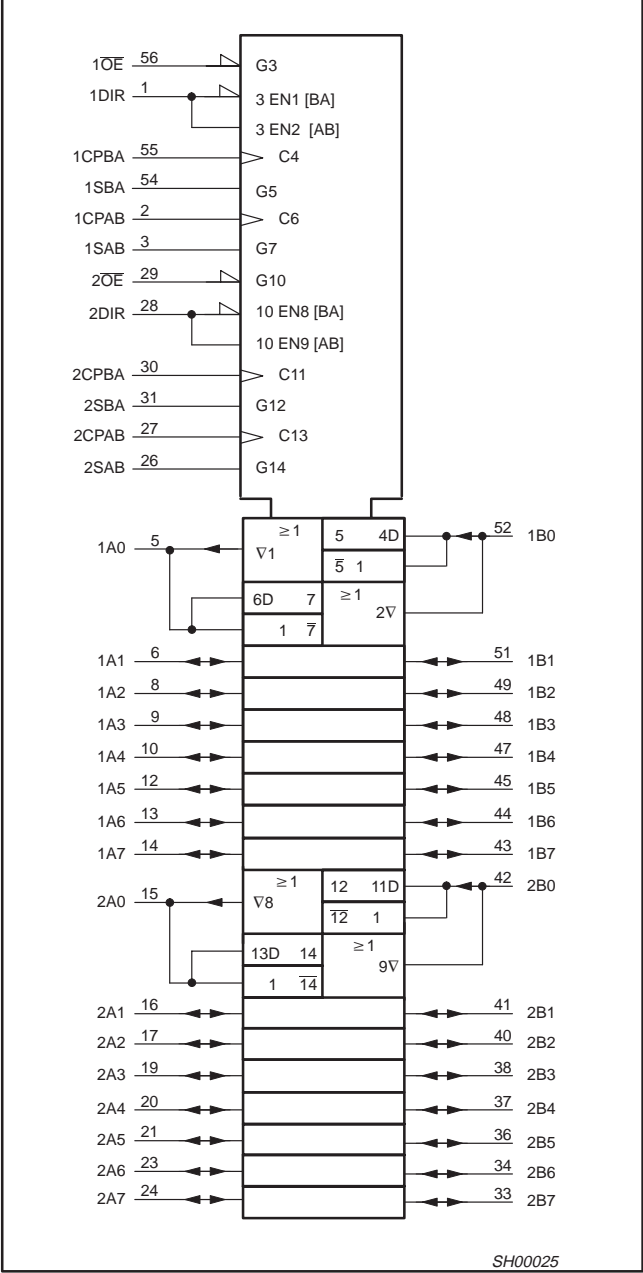 1O̅E̅ 56 G3
1DIR 1 3 EN1 [BA]
3 EN2 [AB]
1CPBA 55 C4
1SBA 54 G5
1CPAB 2 C6
1SAB 3 G7
2O̅E̅ 29 G10
2DIR 28 10 EN8 [BA]
10 EN9 [AB]
2CPBA 30 C11
2SBA 31 G12
2CPAB 27 C13
2SAB 26 G14
≥1 5 4D 52 1B0
1A0 5 ∇1 5̅ 1
6D 7 ≥1
2∇
1 7̅
1A1 6 51 1B1
1A2 8 49 1B2
1A3 9 48 1B3
1A4 10 47 1B4
1A5 12 45 1B5
1A6 13 44 1B6
1A7 14 43 1B7
≥1 12 11D 42 2B0
2A0 15 ∇8 1̅2̅ 1
13D 14 ≥1
9∇
1 1̅4̅
2A1 16 41 2B1
2A2 17 40 2B2
2A3 19 38 2B3
2A4 20 37 2B4
2A5 21 36 2B5
2A6 23 34 2B6
2A7 24 33 2B7
SH00025